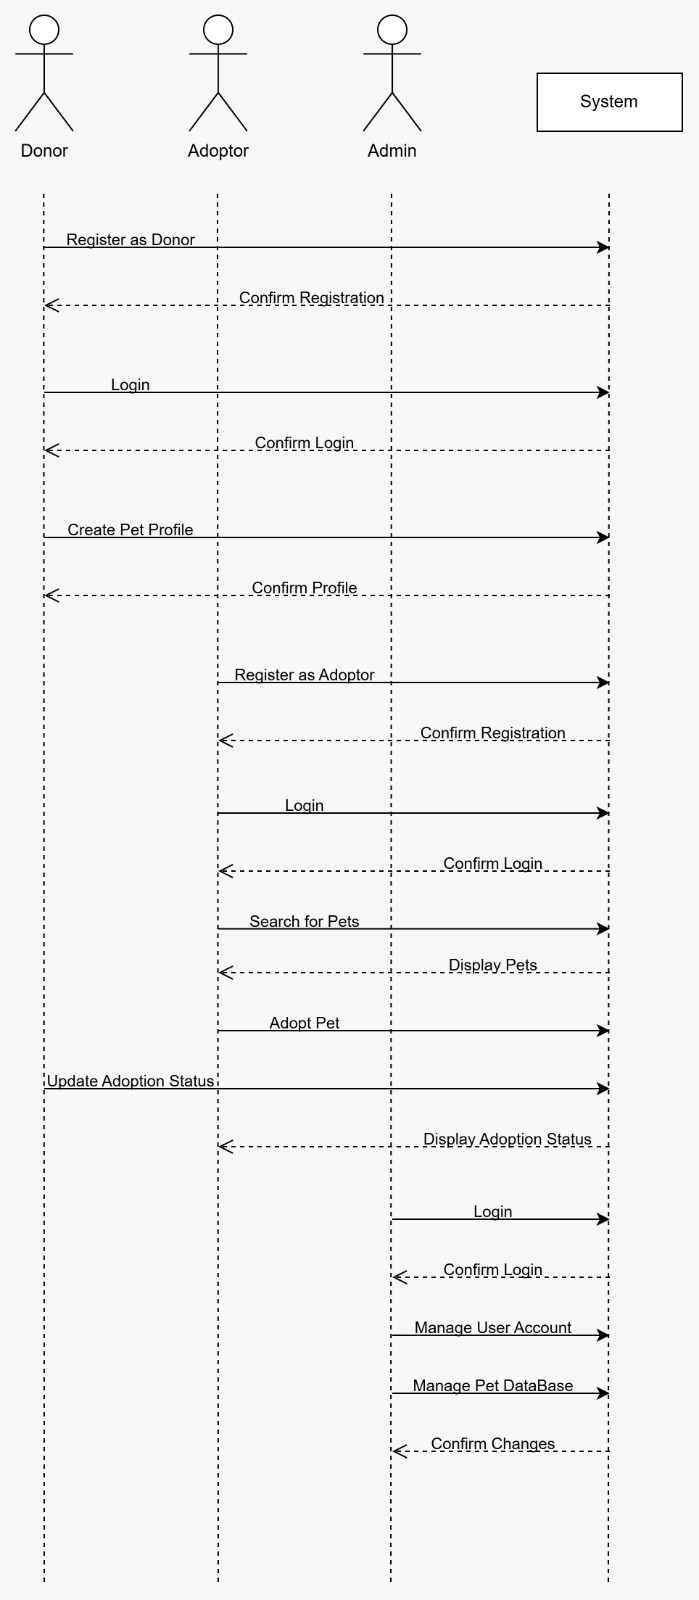 Donor
Adoptor
Admin
System
Register as Donor
Confirm Registration
Login
Confirm Login
Create Pet Profile
Confirm Profile
Register as Adoptor
Confirm Registration
Login
Confirm Login
Search for Pets
Display Pets
Adopt Pet
Update Adoption Status
Display Adoption Status
Login
Confirm Login
Manage User Account
Manage Pet DataBase
Confirm Changes